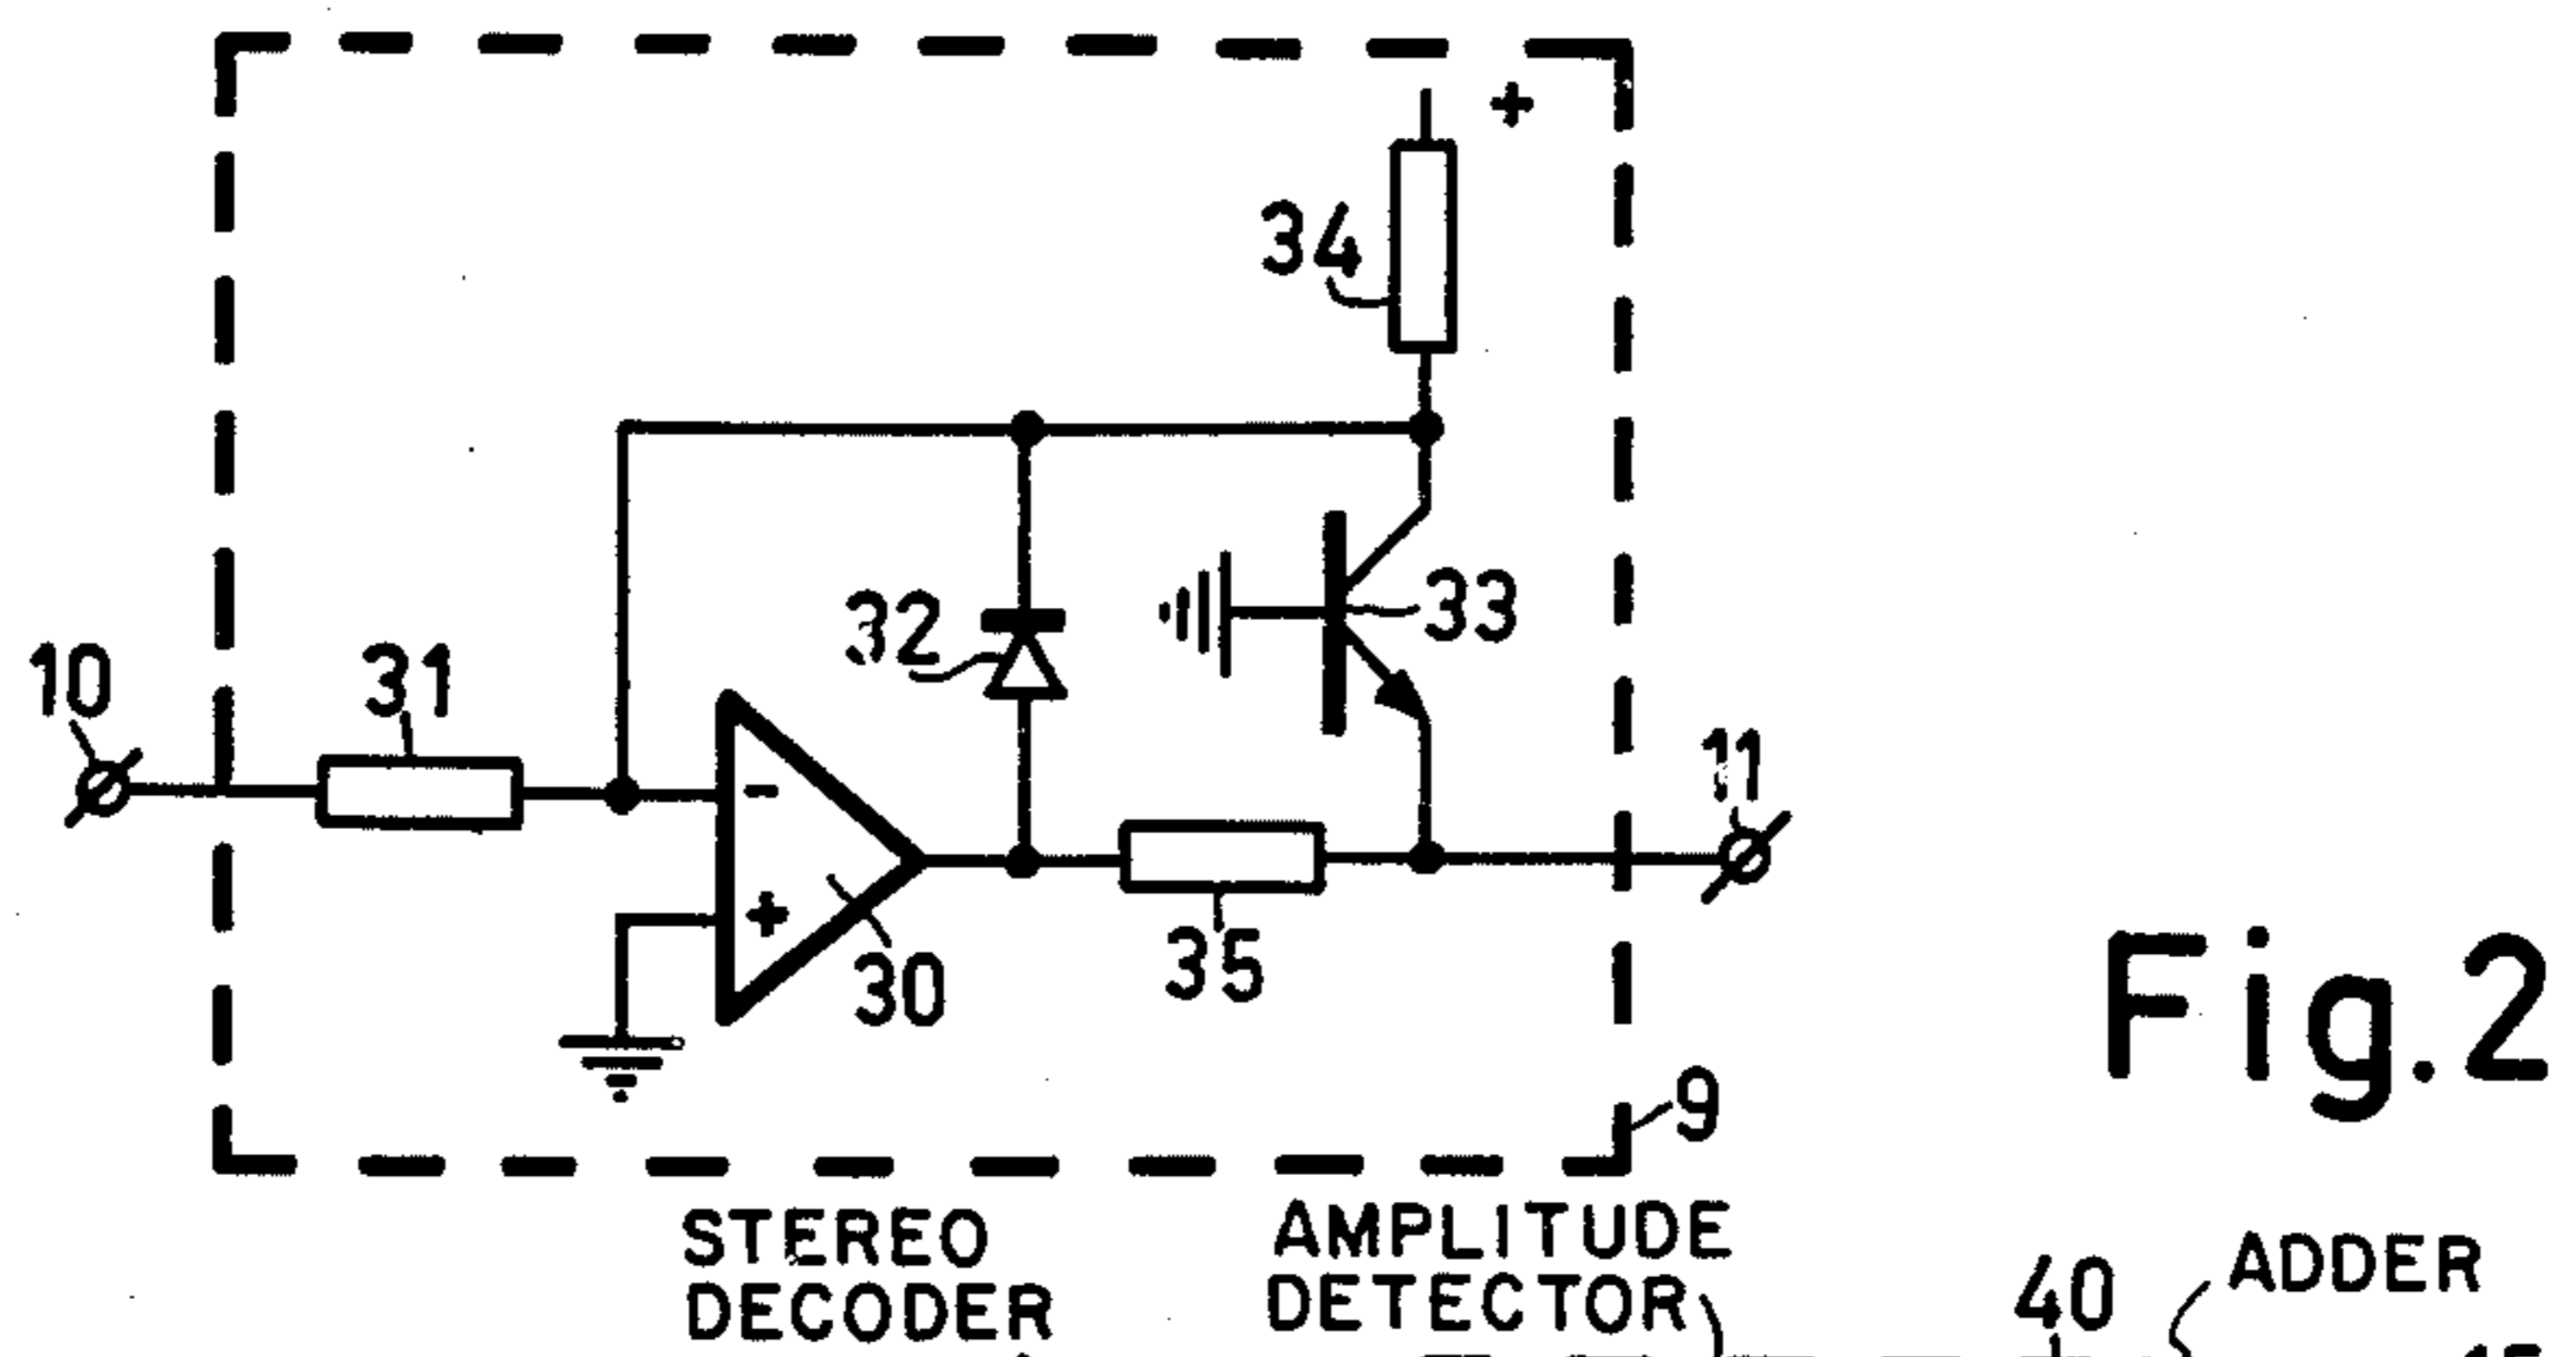 +
34
33
32
10
31
-
11
+
30
35
Fig.2
9
STEREO
DECODER
AMPLITUDE
DETECTOR
40
ADDER